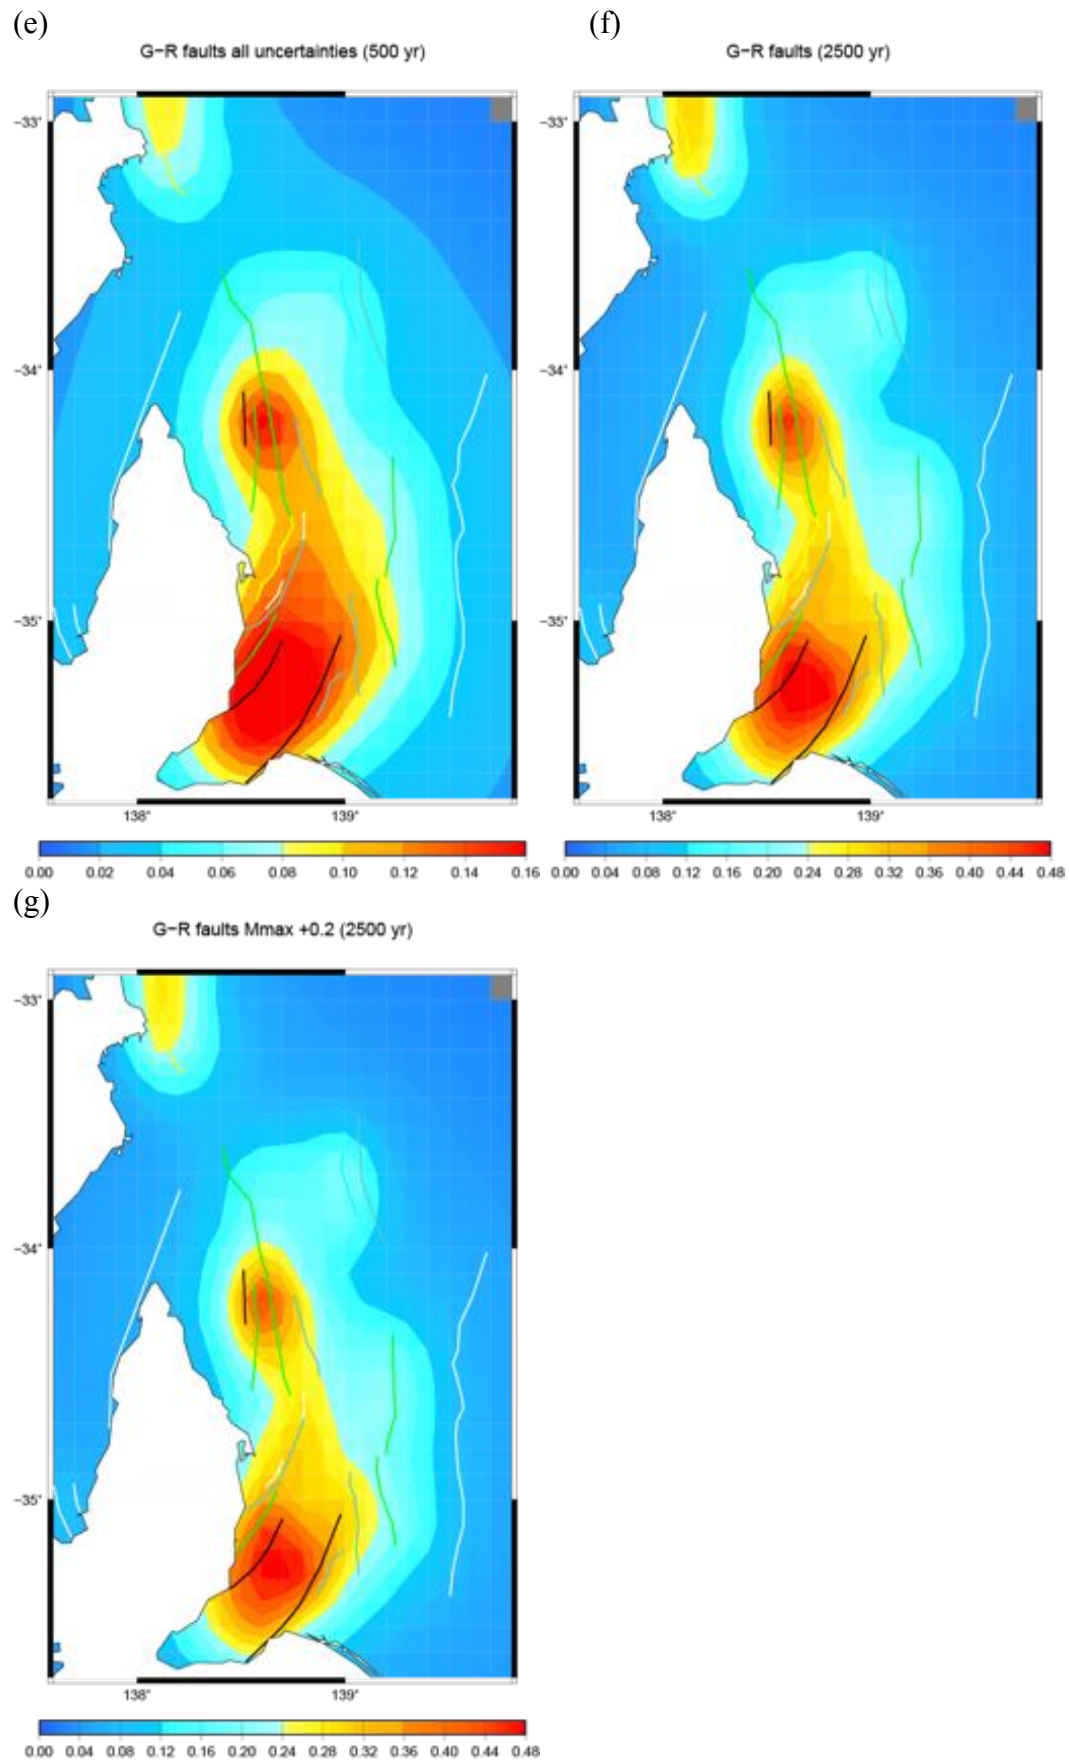 (e)
G−R faults all uncertainties (500 yr)
−33°
−34°
−35°
138° 139°
0.00 0.02 0.04 0.06 0.08 0.10 0.12 0.14 0.16
(f)
G−R faults (2500 yr)
−33°
−34°
−35°
138° 139°
0.00 0.04 0.08 0.12 0.16 0.20 0.24 0.28 0.32 0.36 0.40 0.44 0.48
(g)
G−R faults Mmax +0.2 (2500 yr)
−33°
−34°
−35°
138° 139°
0.00 0.04 0.08 0.12 0.16 0.20 0.24 0.28 0.32 0.36 0.40 0.44 0.48